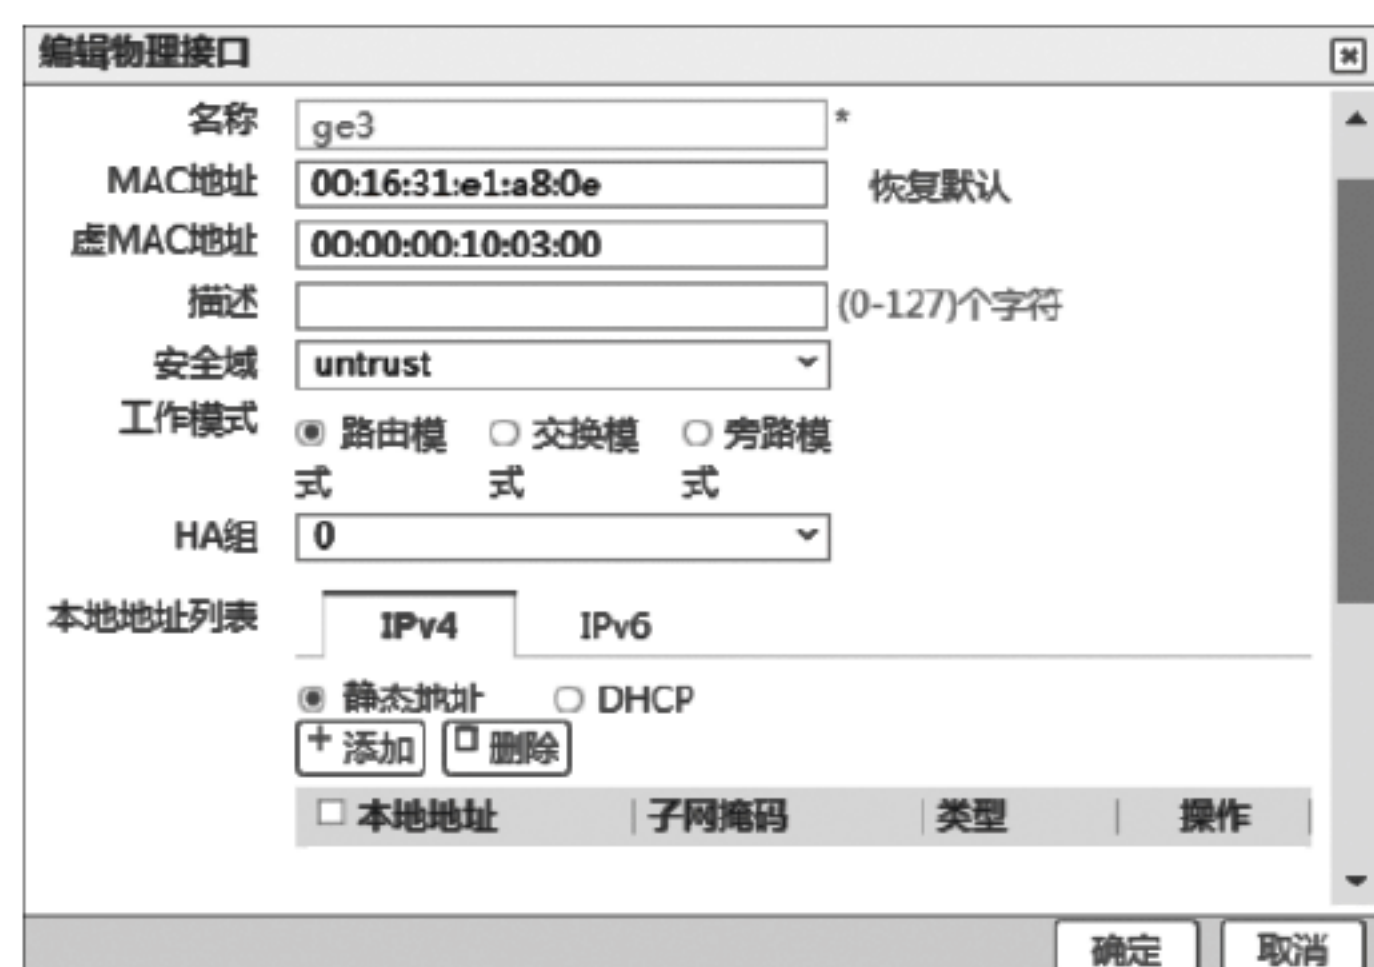 编辑物理接口
名称 ge3 *
MAC地址 00:16:31:e1:a8:0e 恢复默认
虚MAC地址 00:00:00:10:03:00
描述 (0-127)个字符
安全域 untrust
工作模式 路由模式 交换模式 旁路模式
HA组 0
本地地址列表 IPv4 IPv6
静态地址 DHCP
+ 添加 删除
本地地址 子网掩码 类型 操作
确定 取消